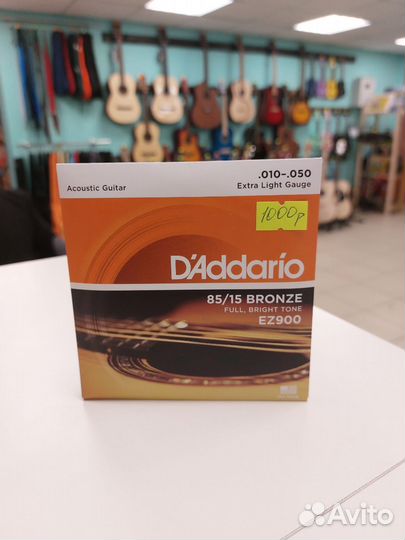 Acoustic Guitar
.010–.050
Extra Light Gauge
1000р
D'Addario
85/15 BRONZE
FULL, BRIGHT TONE
EZ900
Avito